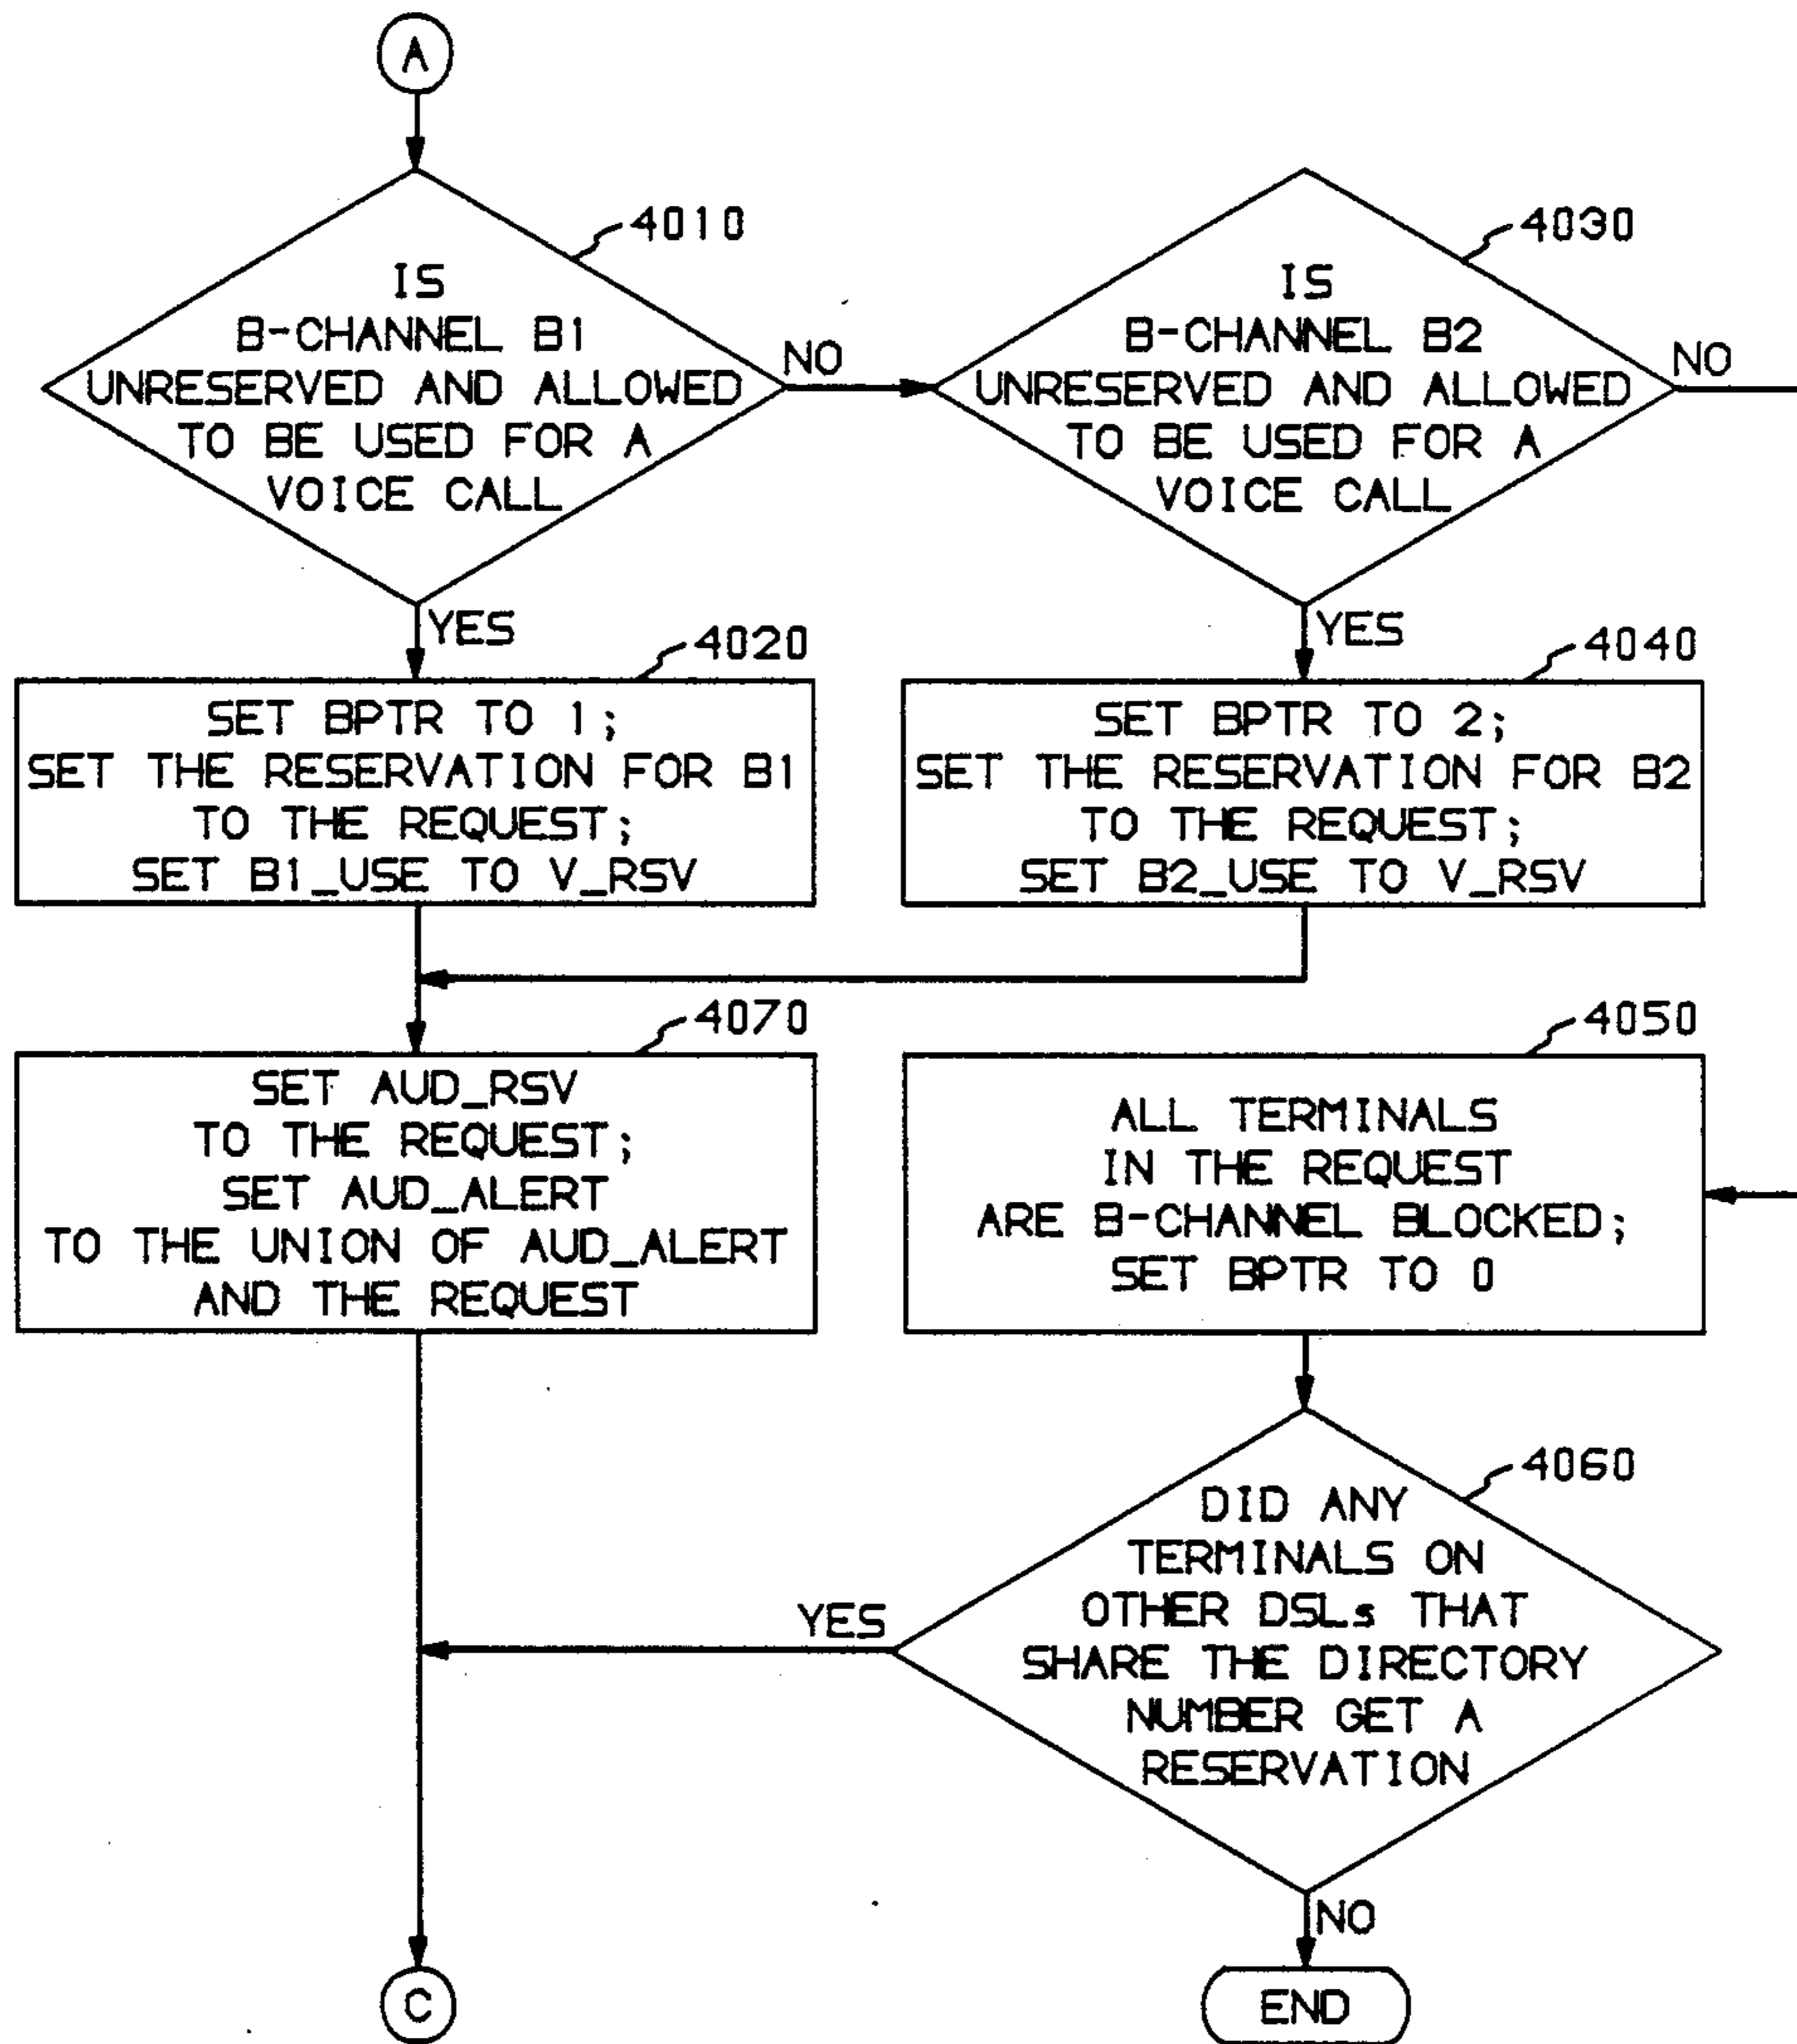 A
4010
IS
B-CHANNEL B1
UNRESERVED AND ALLOWED
TO BE USED FOR A
VOICE CALL
NO
YES
4030
IS
B-CHANNEL B2
UNRESERVED AND ALLOWED
TO BE USED FOR A
VOICE CALL
NO
YES
4020
SET BPTR TO 1;
SET THE RESERVATION FOR B1
TO THE REQUEST;
SET B1_USE TO V_RSV
4040
SET BPTR TO 2;
SET THE RESERVATION FOR B2
TO THE REQUEST;
SET B2_USE TO V_RSV
4070
SET AUD_RSV
TO THE REQUEST;
SET AUD_ALERT
TO THE UNION OF AUD_ALERT
AND THE REQUEST
4050
ALL TERMINALS
IN THE REQUEST
ARE B-CHANNEL BLOCKED;
SET BPTR TO 0
4060
DID ANY
TERMINALS ON
OTHER DSLs THAT
SHARE THE DIRECTORY
NUMBER GET A
RESERVATION
YES
NO
C
END